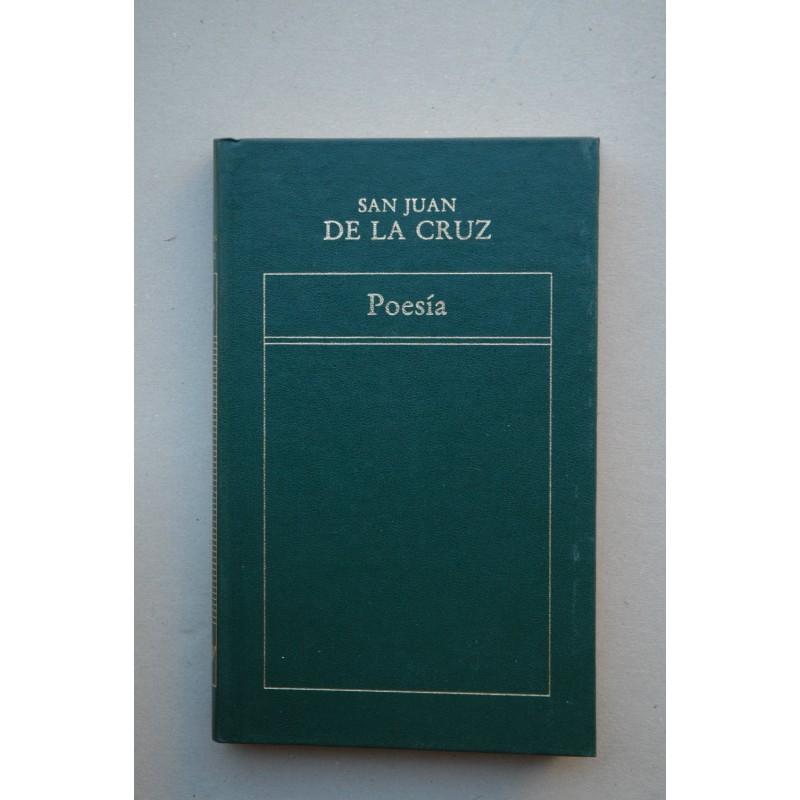 SAN JUAN
DE LA CRUZ
Poesía